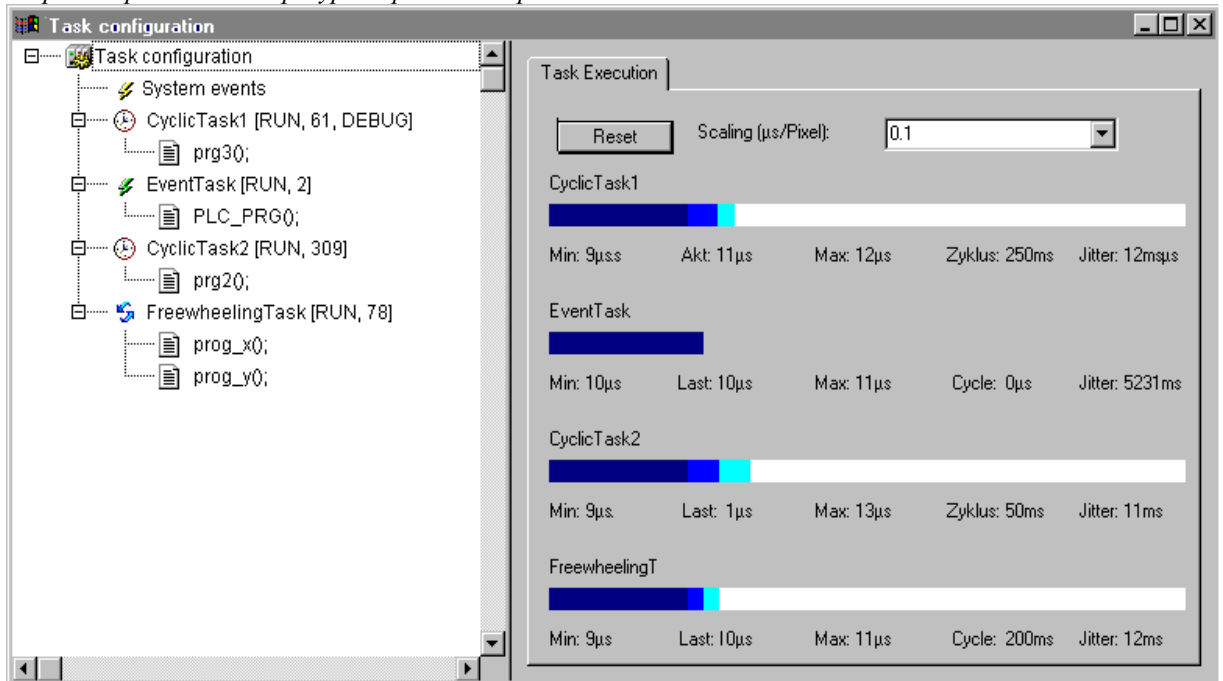 Task configuration
Task configuration
System events
CyclicTask1 [RUN, 61, DEBUG]
prg3();
EventTask [RUN, 2]
PLC_PRG();
CyclicTask2 [RUN, 309]
prg2();
FreewheelingTask [RUN, 78]
prog_x();
prog_y();
Task Execution
Reset Scaling (µs/Pixel): 0.1
CyclicTask1
Min: 9µs.s Akt: 11µs Max: 12µs Zyklus: 250ms Jitter: 12msµs
EventTask
Min: 10µs Last: 10µs Max: 11µs Cycle: 0µs Jitter: 5231ms
CyclicTask2
Min: 9µs. Last: 1µs Max: 13µs Zyklus: 50ms Jitter: 11ms
FreewheelingT
Min: 9µs Last: 10µs Max: 11µs Cycle: 200ms Jitter: 12ms